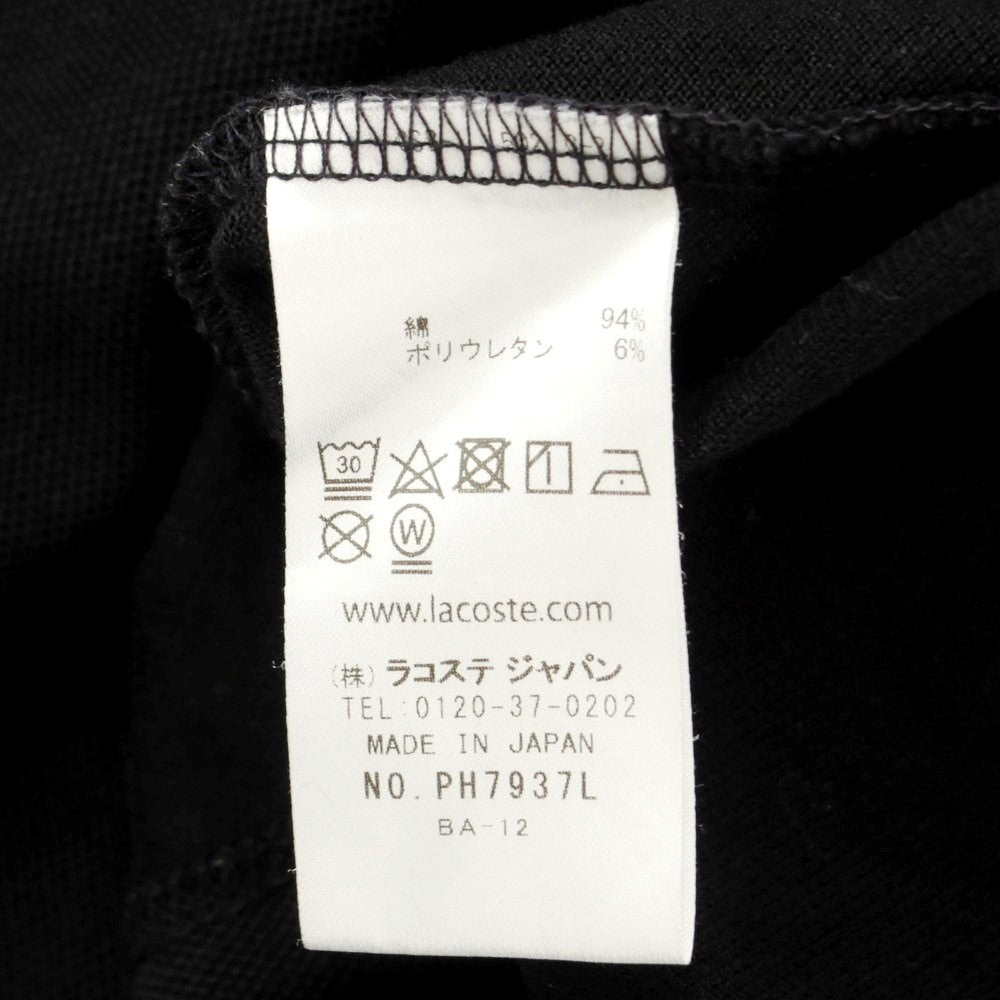 綿 94%
ポリウレタン 6%
30
W
www.lacoste.com
(株) ラコステ ジャパン
TEL:0120-37-0202
MADE IN JAPAN
NO. PH7937L
BA-12